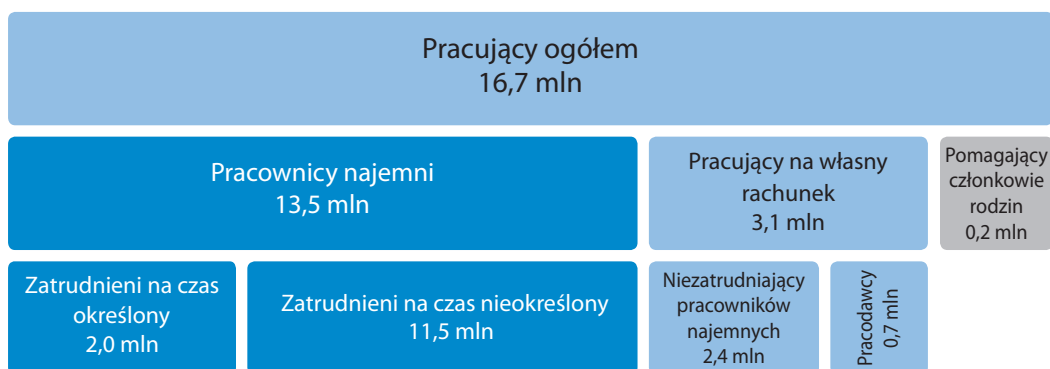 Pracujący ogółem
16,7 mln
Pracownicy najemni
13,5 mln
Pracujący na własny
rachunek
3,1 mln
Pomagający
członkowie
rodzin
0,2 mln
Zatrudnieni na czas
określony
2,0 mln
Zatrudnieni na czas nieokreślony
11,5 mln
Niezatrudniający
pracowników
najemnych
2,4 mln
Pracodawcy
0,7 mln